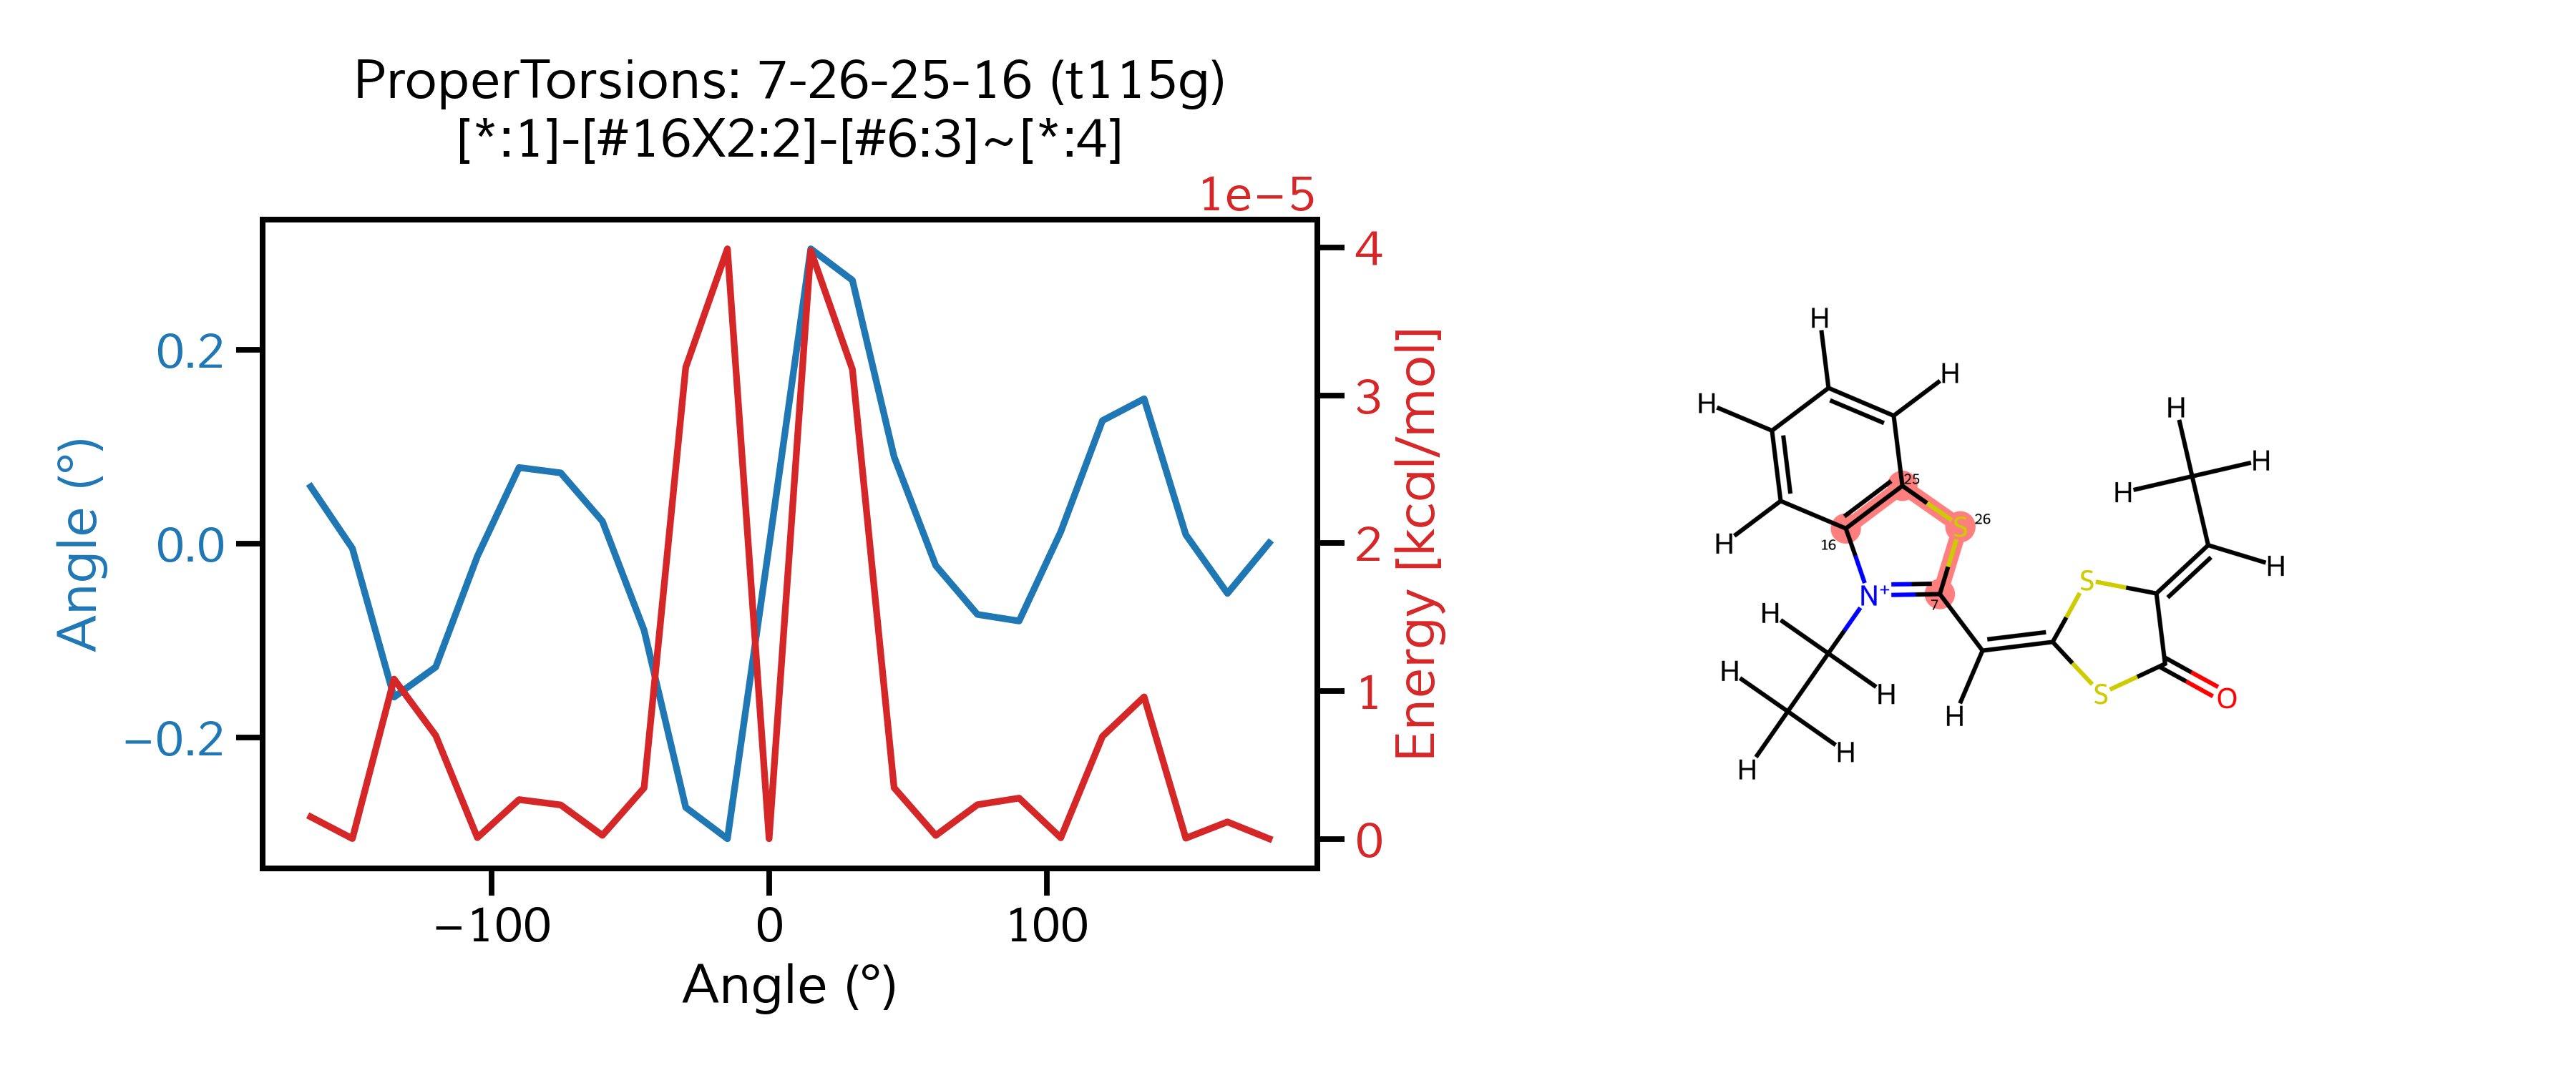 ProperTorsions: 7-26-25-16 (t115g)
[*:1]-[#16X2:2]-[#6:3]~[*:4]
1e−5
Angle (°)
0.2
0.0
−0.2
4
3
2
1
0
Energy [kcal/mol]
−100
0
100
Angle (°)
H
H
H
H
H
H
H
25
S
26
16
H
H
N⁺
7
S
H
H
H
S
O
H
H
H